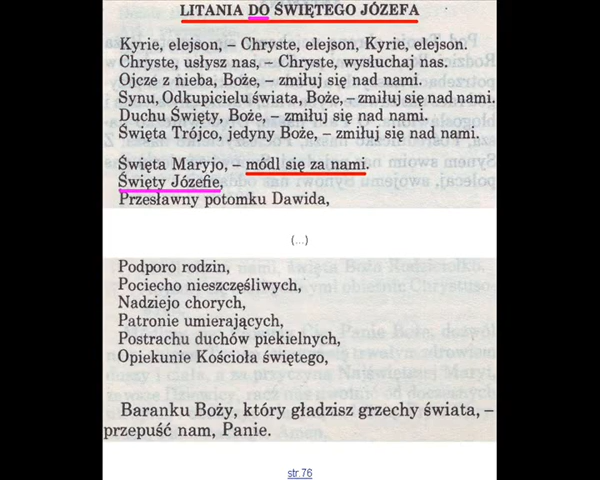 LITANIA DO ŚWIĘTEGO JÓZEFA
Kyrie, elejson, – Chryste, elejson, Kyrie, elejson.
Chryste, usłysz nas, – Chryste, wysłuchaj nas.
Ojcze z nieba, Boże, – zmiłuj się nad nami.
Synu, Odkupicielu świata, Boże, – zmiłuj się nad nami.
Duchu Święty, Boże, – zmiłuj się nad nami.
Święta Trójco, jedyny Boże, – zmiłuj się nad nami.
Święta Maryjo, – módl się za nami.
Święty Józefie,
Przesławny potomku Dawida,
(...)
Podporo rodzin,
Pociecho nieszczęśliwych,
Nadziejo chorych,
Patronie umierających,
Postrachu duchów piekielnych,
Opiekunie Kościoła świętego,
Baranku Boży, który gładzisz grzechy świata, –
przepuść nam, Panie.
str.76